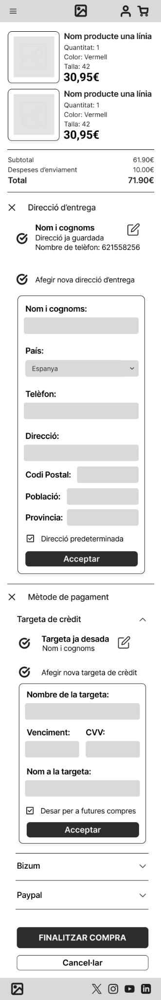 Nom producte una línia
Quantitat: 1
Color: Vermell
Talla: 42
30,95€
Nom producte una línia
Quantitat: 1
Color: Vermell
Talla: 42
30,95€
Subtotal 61.90€
Despeses d’enviament 10.00€
Total 71.90€
Direcció d’entrega
Nom i cognoms
Direcció ja guardada
Nombre de telèfon: 621558256
Afegir nova direcció d’entrega
Nom i cognoms:
País:
Espanya
Telèfon:
Direcció:
Codi Postal:
Població:
Provincia:
Direcció predeterminada
Acceptar
Mètode de pagament
Targeta de crèdit
Targeta ja desada
Nom i cognoms
Afegir nova targeta de crèdit
Nombre de la targeta:
Venciment: CVV:
Nom a la targeta:
Desar per a futures compres
Acceptar
Bizum
Paypal
FINALITZAR COMPRA
Cancel·lar